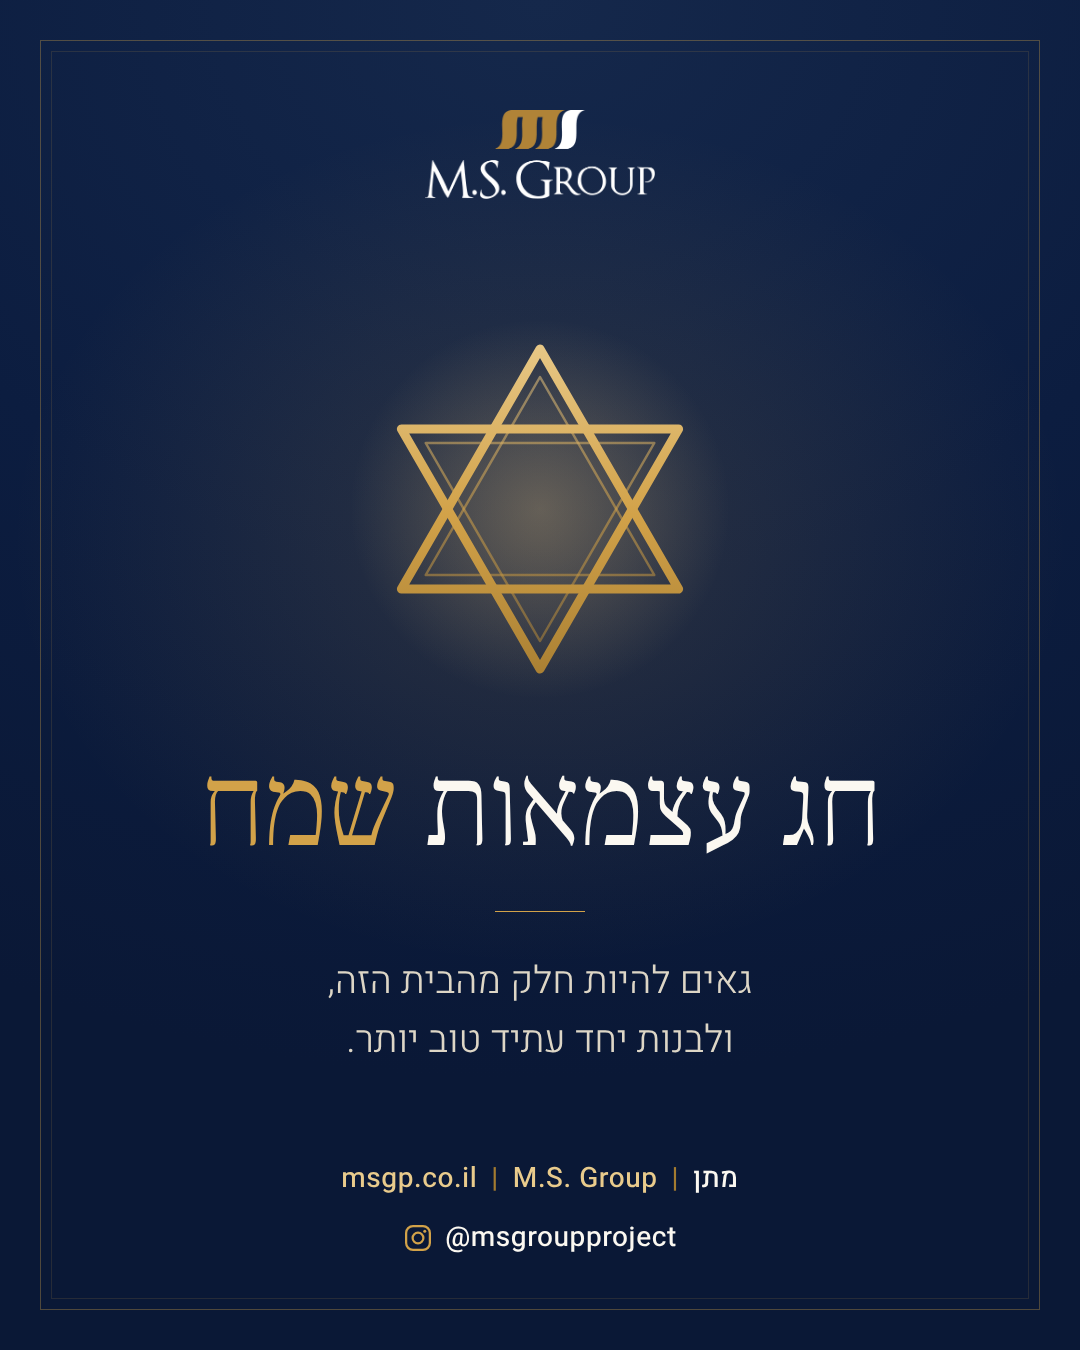 M.S. GROUP
חג עצמאות שמח
גאים להיות חלק מהבית הזה,
ולבנות יחד עתיד טוב יותר.
מתן | M.S. Group | msgp.co.il
@msgroupproject